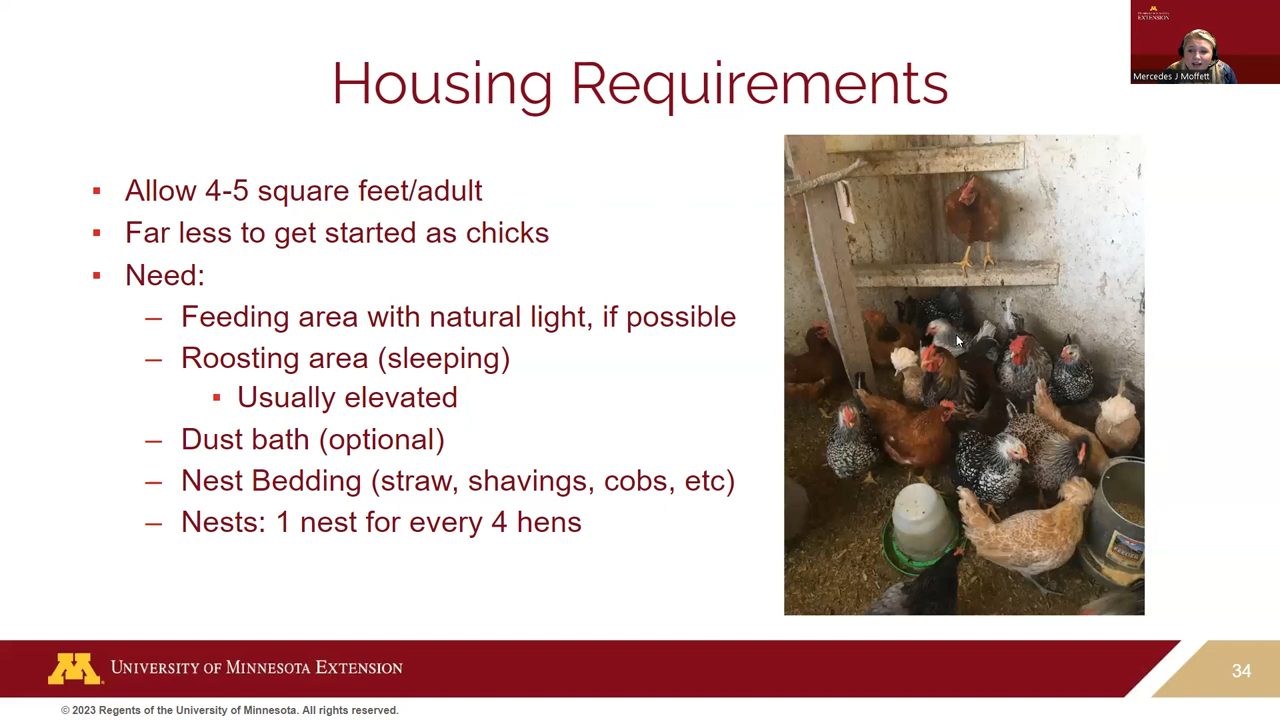 EXTENSION
Mercedes J Moffett
Housing Requirements
▪ Allow 4-5 square feet/adult
▪ Far less to get started as chicks
▪ Need:
– Feeding area with natural light, if possible
– Roosting area (sleeping)
▪ Usually elevated
– Dust bath (optional)
– Nest Bedding (straw, shavings, cobs, etc)
– Nests: 1 nest for every 4 hens
M UNIVERSITY OF MINNESOTA EXTENSION
34
© 2023 Regents of the University of Minnesota. All rights reserved.